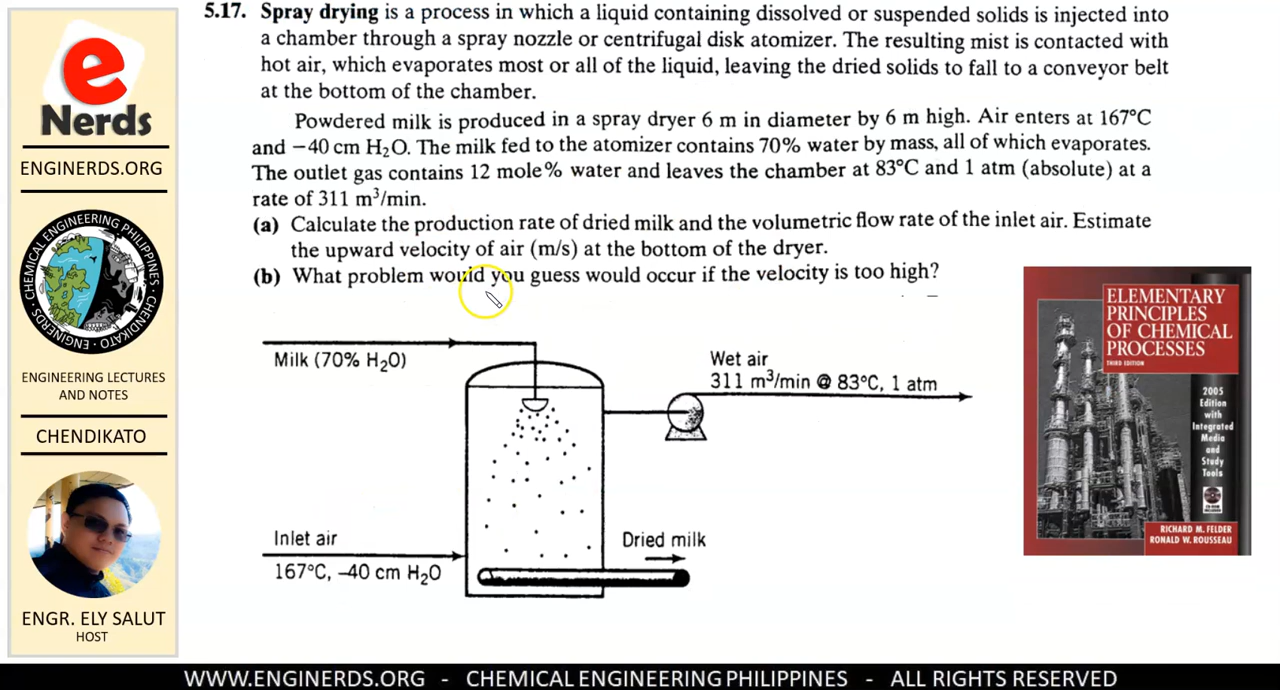 e
Nerds
ENGINERDS.ORG
CHEMICAL ENGINEERING PHILIPPINES
· ENGINERDS · CHENDIKATO ·
ENGINEERING LECTURES
AND NOTES
CHENDIKATO
ENGR. ELY SALUT
HOST
5.17. Spray drying is a process in which a liquid containing dissolved or suspended solids is injected into
a chamber through a spray nozzle or centrifugal disk atomizer. The resulting mist is contacted with
hot air, which evaporates most or all of the liquid, leaving the dried solids to fall to a conveyor belt
at the bottom of the chamber.
Powdered milk is produced in a spray dryer 6 m in diameter by 6 m high. Air enters at 167°C
and −40 cm H₂O. The milk fed to the atomizer contains 70% water by mass, all of which evaporates.
The outlet gas contains 12 mole% water and leaves the chamber at 83°C and 1 atm (absolute) at a
rate of 311 m³/min.
(a) Calculate the production rate of dried milk and the volumetric flow rate of the inlet air. Estimate
the upward velocity of air (m/s) at the bottom of the dryer.
(b) What problem would you guess would occur if the velocity is too high?
Milk (70% H₂O)
Wet air
311 m³/min @ 83°C, 1 atm
Inlet air
167°C, −40 cm H₂O
Dried milk
ELEMENTARY
PRINCIPLES
OF CHEMICAL
PROCESSES
THIRD EDITION
2005
Edition
with
Integrated
Media
and
Study
Tools
RICHARD M. FELDER
RONALD W. ROUSSEAU
WWW.ENGINERDS.ORG - CHEMICAL ENGINEERING PHILIPPINES - ALL RIGHTS RESERVED